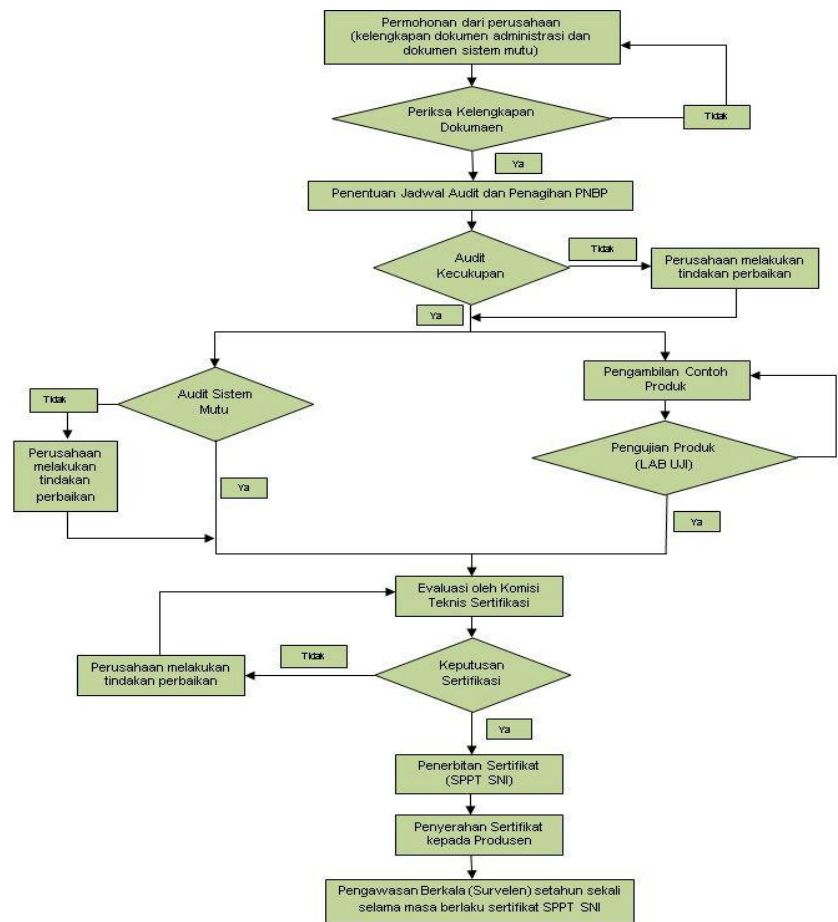 Permohonan dari perusahaan
(kelengkapan dokumen administrasi dan
dokumen sistem mutu)
Periksa Kelengkapan
Dokumaen
Tidak
Ya
Penentuan Jadwal Audit dan Penagihan PNBP
Audit
Kecukupan
Tidak
Perusahaan melakukan
tindakan perbaikan
Ya
Pengambilan Contoh
Produk
Audit Sistem
Mutu
Tidak
Perusahaan
melakukan
tindakan
perbaikan
Ya
Pengujian Produk
(LAB UJI)
Ya
Evaluasi oleh Komisi
Teknis Sertifikasi
Keputusan
Sertifikasi
Tidak
Perusahaan melakukan
tindakan perbaikan
Ya
Penerbitan Sertifikat
(SPPT SNI)
Penyerahan Sertifikat
kepada Produsen
Pengawasan Berkala (Survelen) setahun sekali
selama masa berlaku sertifikat SPPT SNI